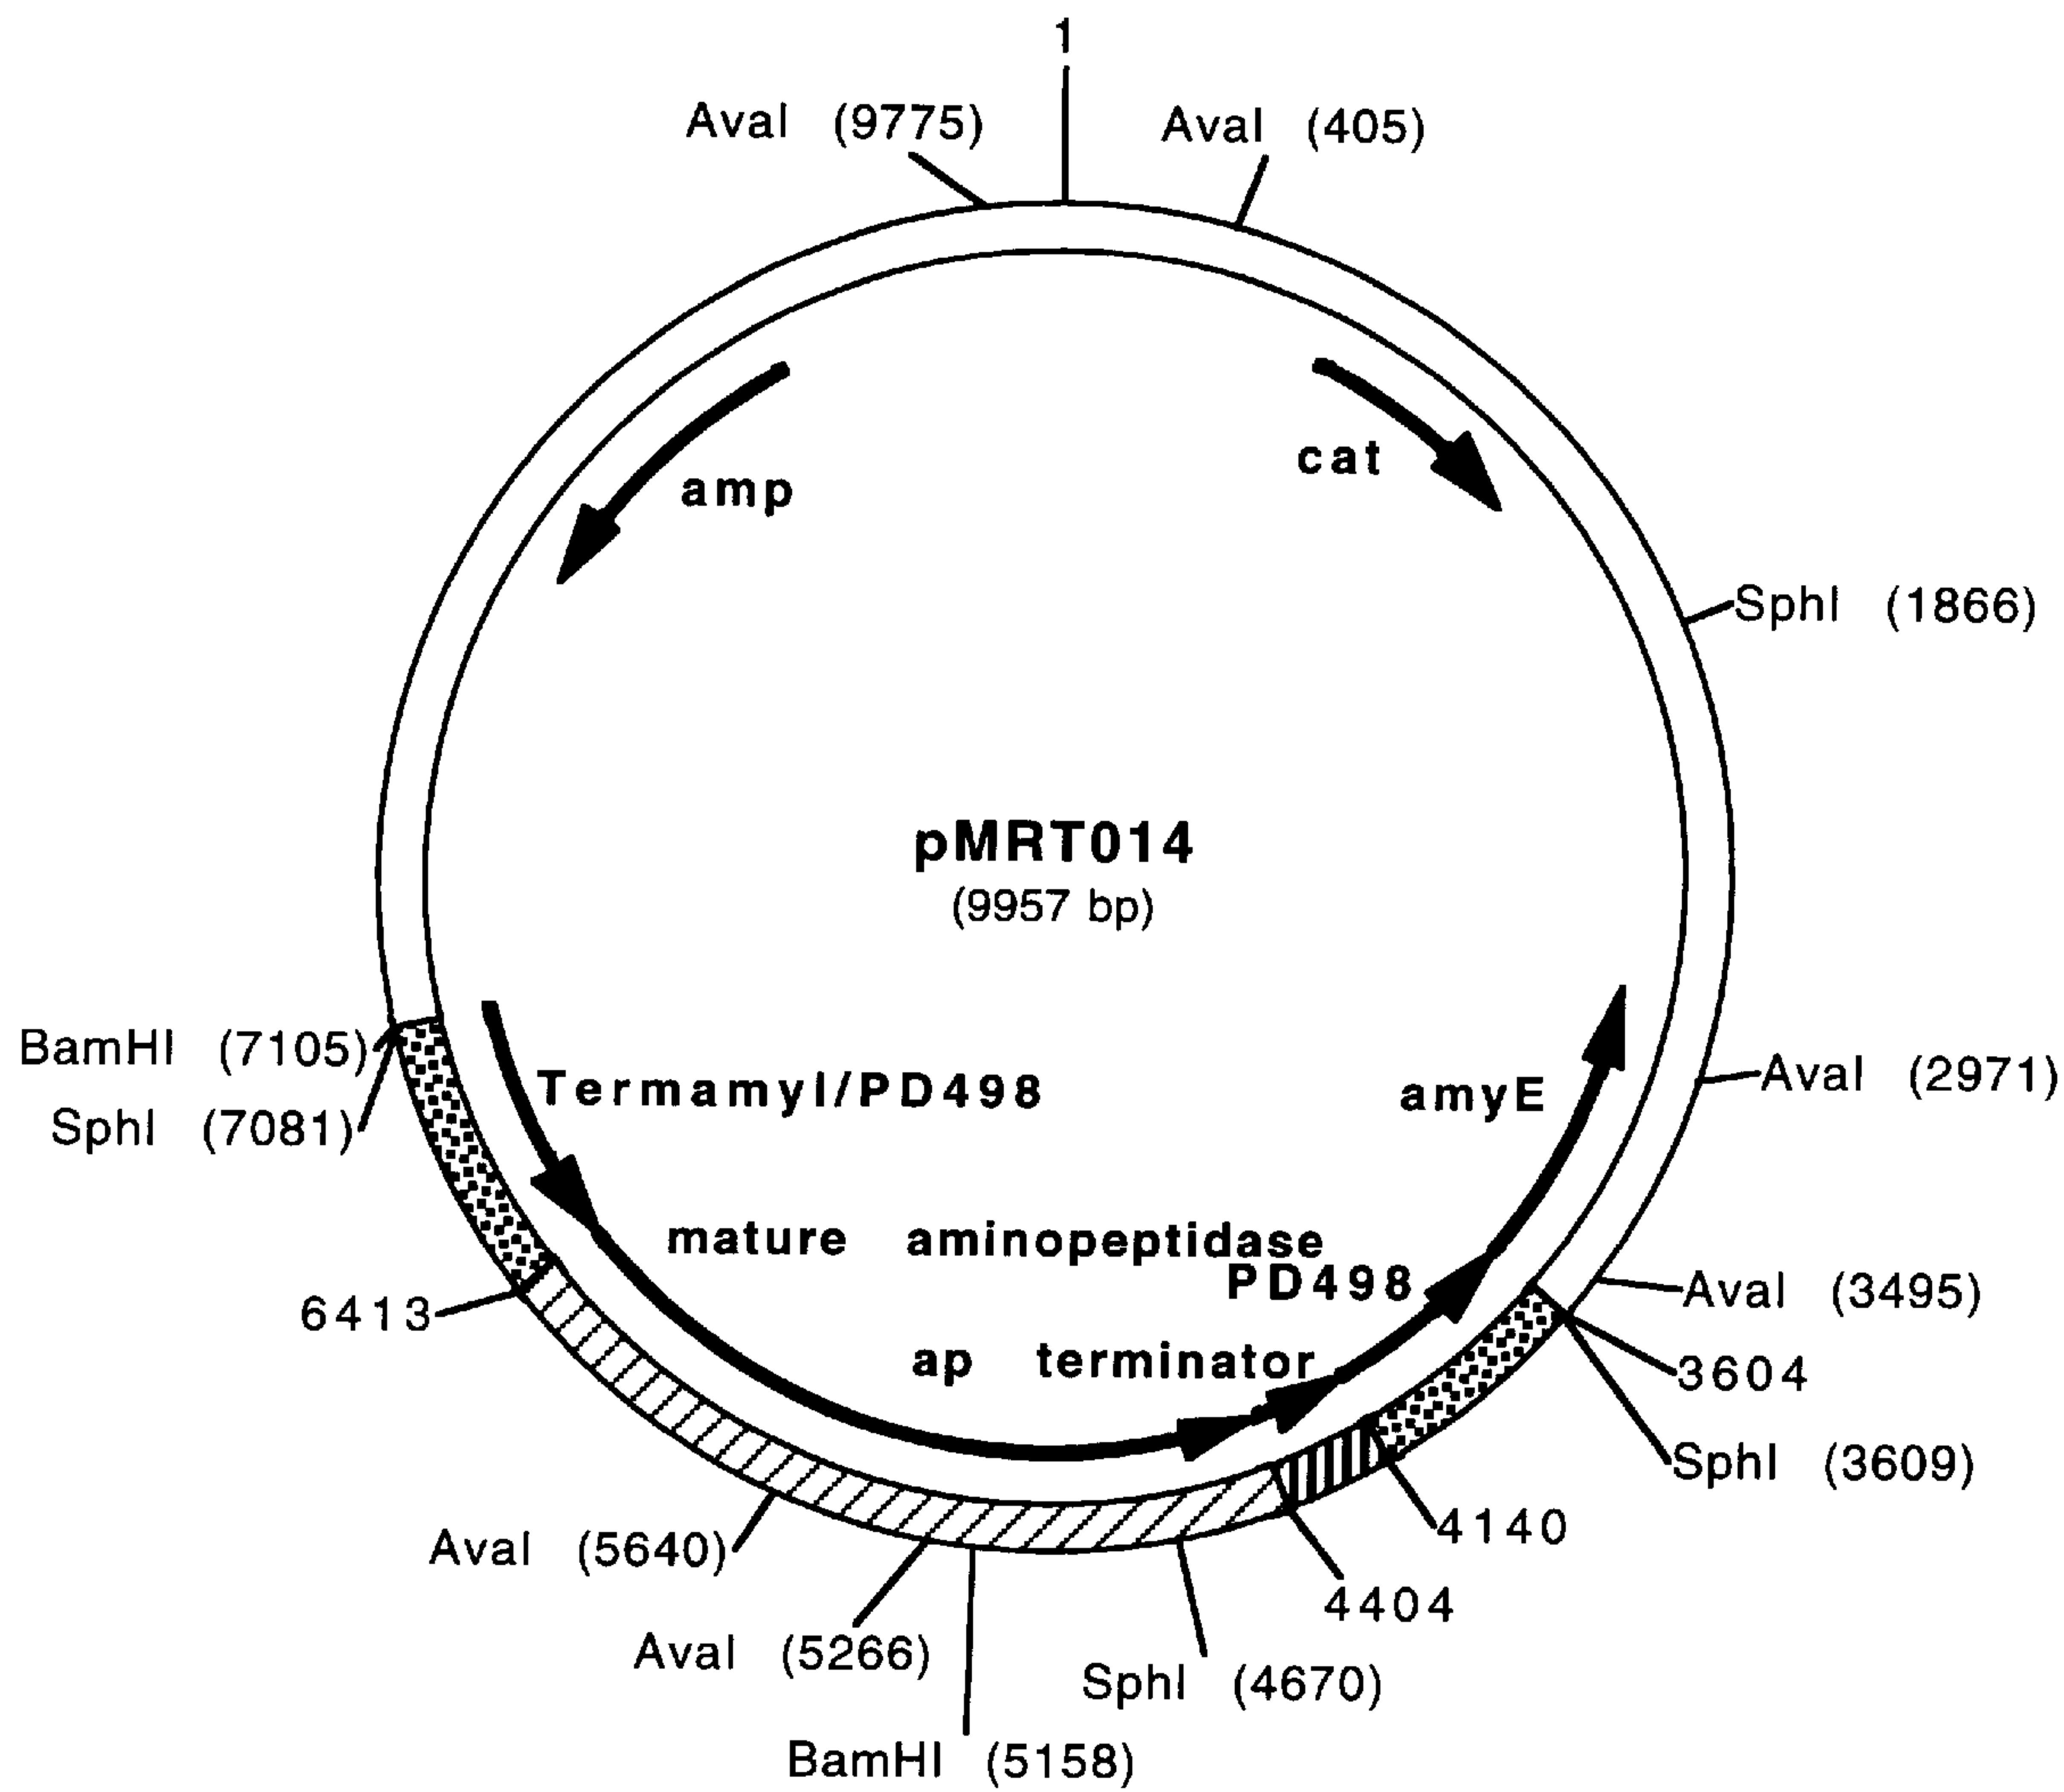 1
AvaI (9775)
AvaI (405)
amp
cat
SphI (1866)
pMRT014
(9957 bp)
BamHI (7105)
SphI (7081)
Termamyl/PD498
amyE
AvaI (2971)
mature aminopeptidase
PD498
6413
AvaI (3495)
ap terminator
3604
SphI (3609)
4140
AvaI (5640)
4404
AvaI (5266)
SphI (4670)
BamHI (5158)